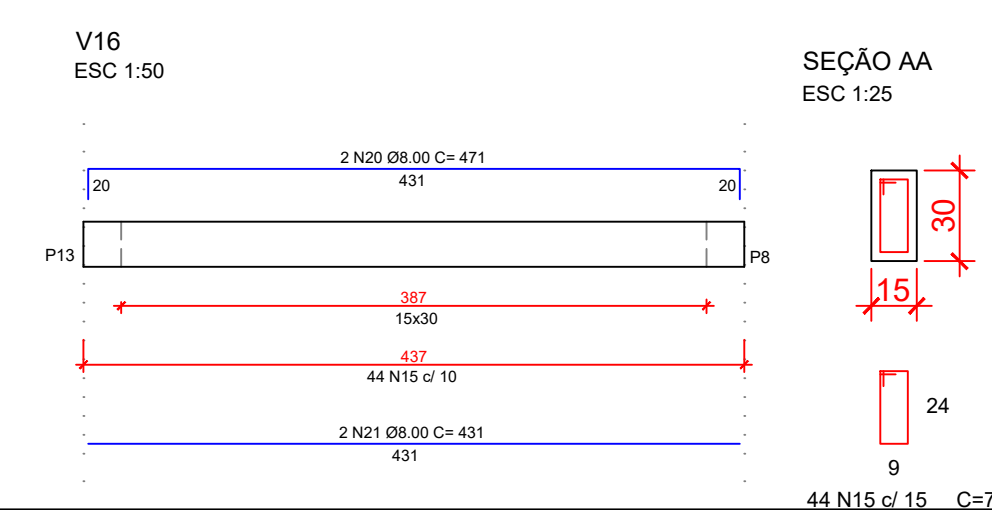 V16
ESC 1:50
SEÇÃO AA
ESC 1:25
2 N20 Ø8.00 C= 471
431
20
20
P13
P8
387
15x30
437
44 N15 c/ 10
2 N21 Ø8.00 C= 431
431
30
15
24
9
44 N15 c/ 15 C=7